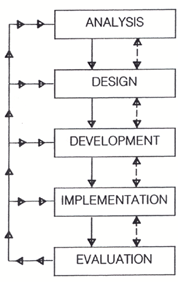 ANALYSIS
DESIGN
DEVELOPMENT
IMPLEMENTATION
EVALUATION